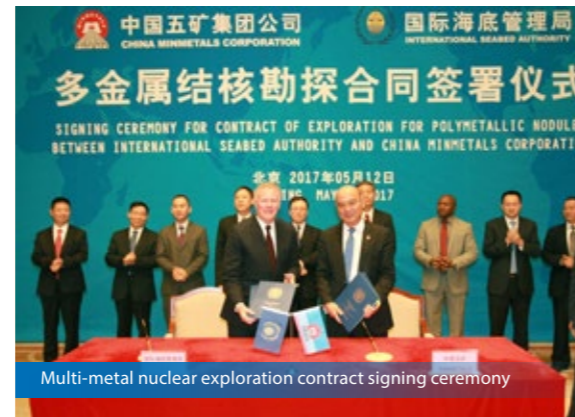 中国五矿集团公司
CHINA MINMETALS CORPORATION
国际海底管理局
INTERNATIONAL SEABED AUTHORITY
多金属结核勘探合同签署仪式
SIGNING CEREMONY FOR CONTRACT OF EXPLORATION FOR POLYMETALLIC NODULE
BETWEEN INTERNATIONAL SEABED AUTHORITY AND CHINA MINMETALS CORPORATI
北京 2017年05月12日
MAY 2017
Multi-metal nuclear exploration contract signing ceremony